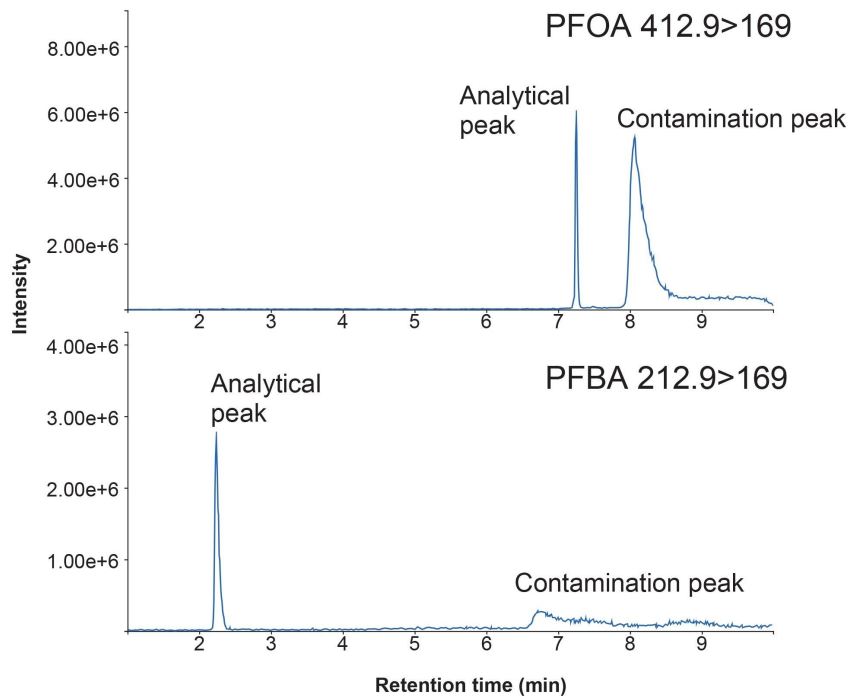 PFOA 412.9>169
8.00e+6
Analytical
peak
6.00e+6
Contamination peak
4.00e+6
2.00e+6
2 3 4 5 6 7 8 9
Intensity
4.00e+6
PFBA 212.9>169
Analytical
peak
3.00e+6
2.00e+6
1.00e+6
Contamination peak
2 3 4 5 6 7 8 9
Retention time (min)